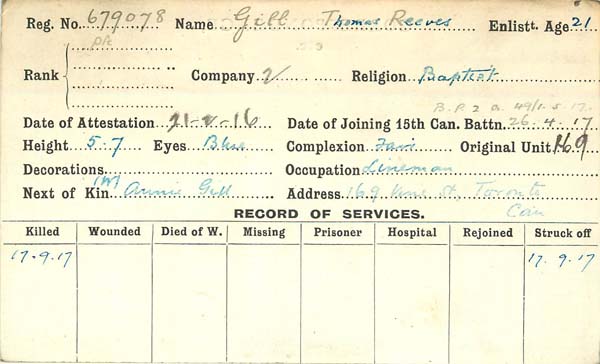 Reg. No. 679078 Name Gill Thomas Reeves Enlistt. Age 21
Pte
Rank Company 2 Religion Baptist
B.P. 2 a. 49/1.5.17.
Date of Attestation 21-2-16 Date of Joining 15th Can. Battn. 26.4.17
Height 5.7 Eyes Blue Complexion Fair Original Unit 169
Decorations Occupation Lineman
Next of Kin (W) Annie Gill Address 169 St, Toronto
Can
RECORD OF SERVICES.
Killed Wounded Died of W. Missing Prisoner Hospital Rejoined Struck off
17.9.17 17.9.17